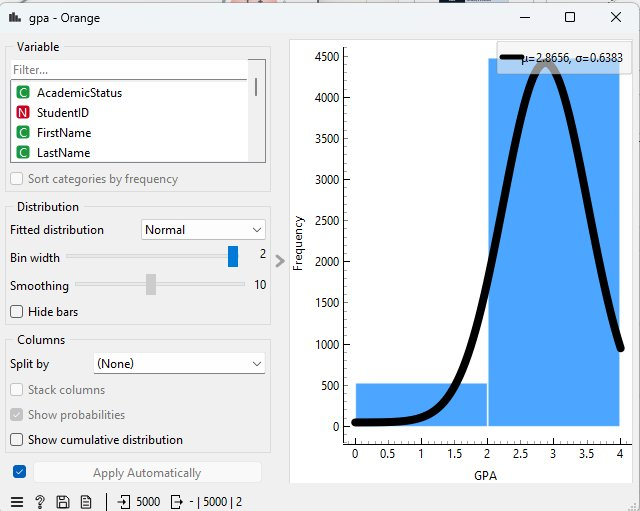 gpa - Orange
Variable
Filter...
C AcademicStatus
N StudentID
C FirstName
C LastName
Sort categories by frequency
Distribution
Fitted distribution Normal
Bin width 2
Smoothing 10
Hide bars
Columns
Split by (None)
Stack columns
Show probabilities
Show cumulative distribution
Apply Automatically
5000 - | 5000 | 2
μ=2.8656, σ=0.6383
Frequency
4500
4000
3500
3000
2500
2000
1500
1000
500
0
0 0.5 1 1.5 2 2.5 3 3.5 4
GPA